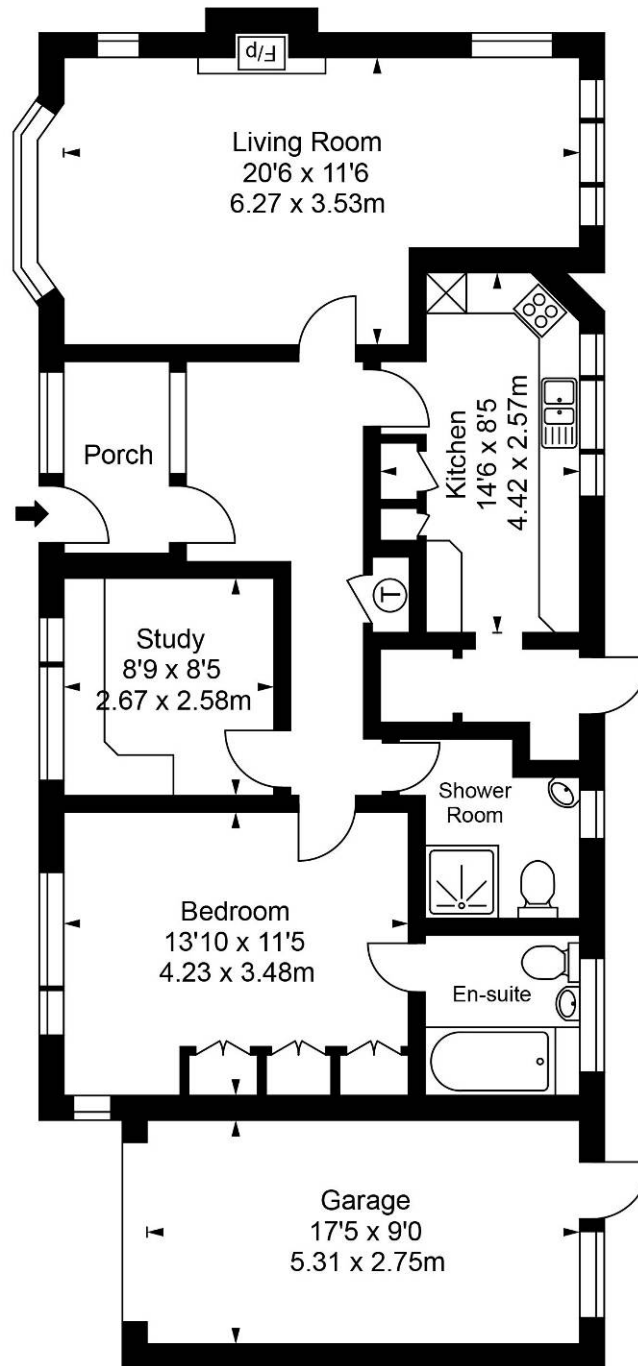 F/p
Living Room
20'6 x 11'6
6.27 x 3.53m
Porch
Kitchen
14'6 x 8'5
4.42 x 2.57m
T
Study
8'9 x 8'5
2.67 x 2.58m
Shower
Room
Bedroom
13'10 x 11'5
4.23 x 3.48m
En-suite
Garage
17'5 x 9'0
5.31 x 2.75m